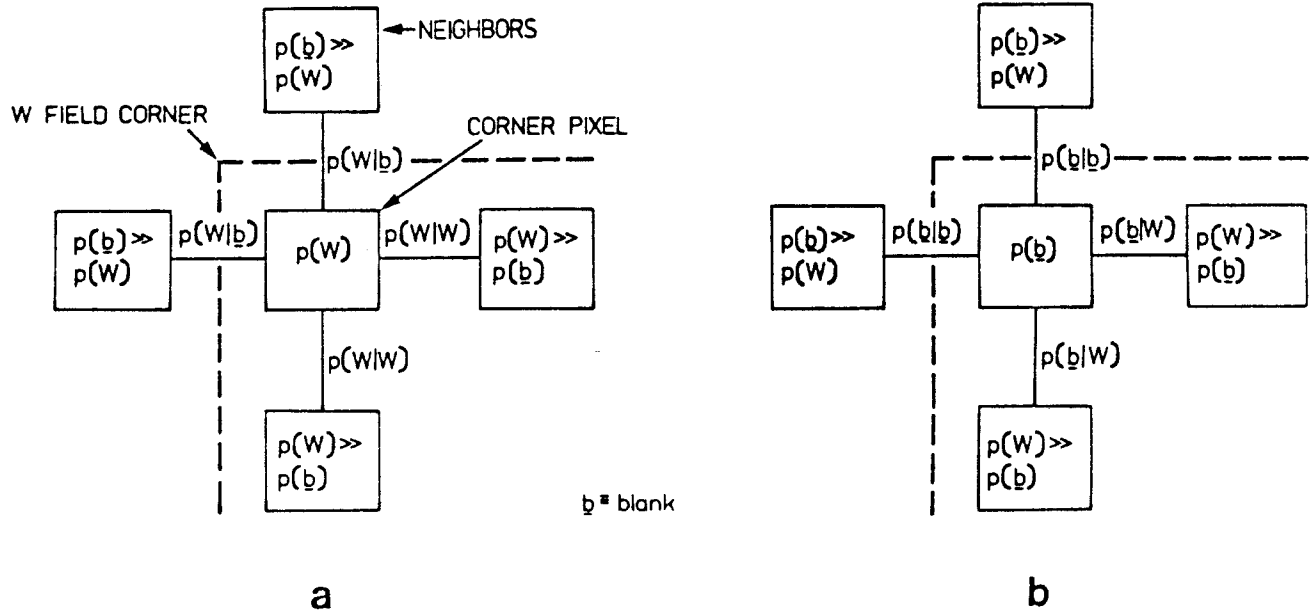 p(b̲) >>
p(W)
NEIGHBORS
W FIELD CORNER
CORNER PIXEL
p(W|b̲)
p(b̲) >>
p(W)
p(W|b̲)
p(W)
p(W|W)
p(W) >>
p(b̲)
p(W|W)
p(W) >>
p(b̲)
b̲ = blank
a
p(b̲) >>
p(W)
p(b̲|b̲)
p(b̲) >>
p(W)
p(b̲|b̲)
p(b̲)
p(b̲|W)
p(W) >>
p(b̲)
p(b̲|W)
p(W) >>
p(b̲)
b